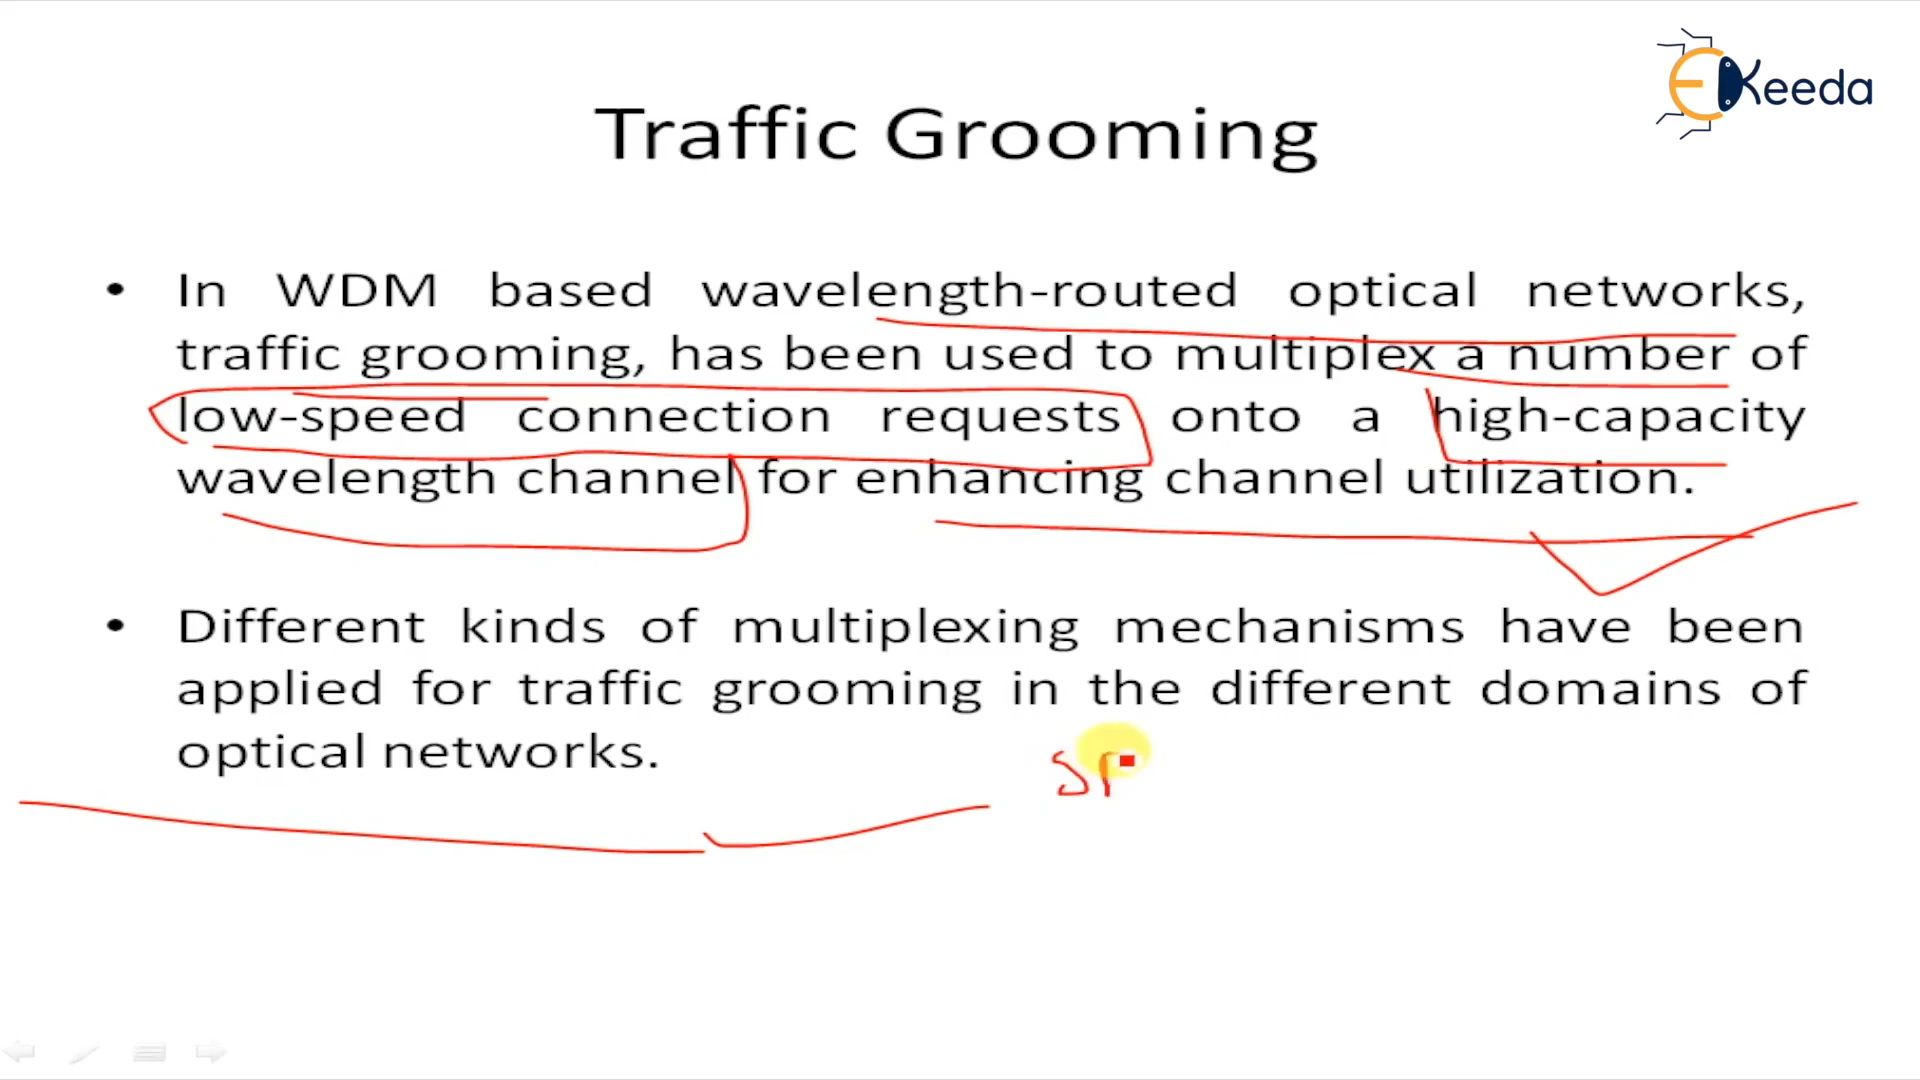 EKeeda
Traffic Grooming
• In WDM based wavelength-routed optical networks,
traffic grooming, has been used to multiplex a number of
low-speed connection requests onto a high-capacity
wavelength channel for enhancing channel utilization.
• Different kinds of multiplexing mechanisms have been
applied for traffic grooming in the different domains of
optical networks.